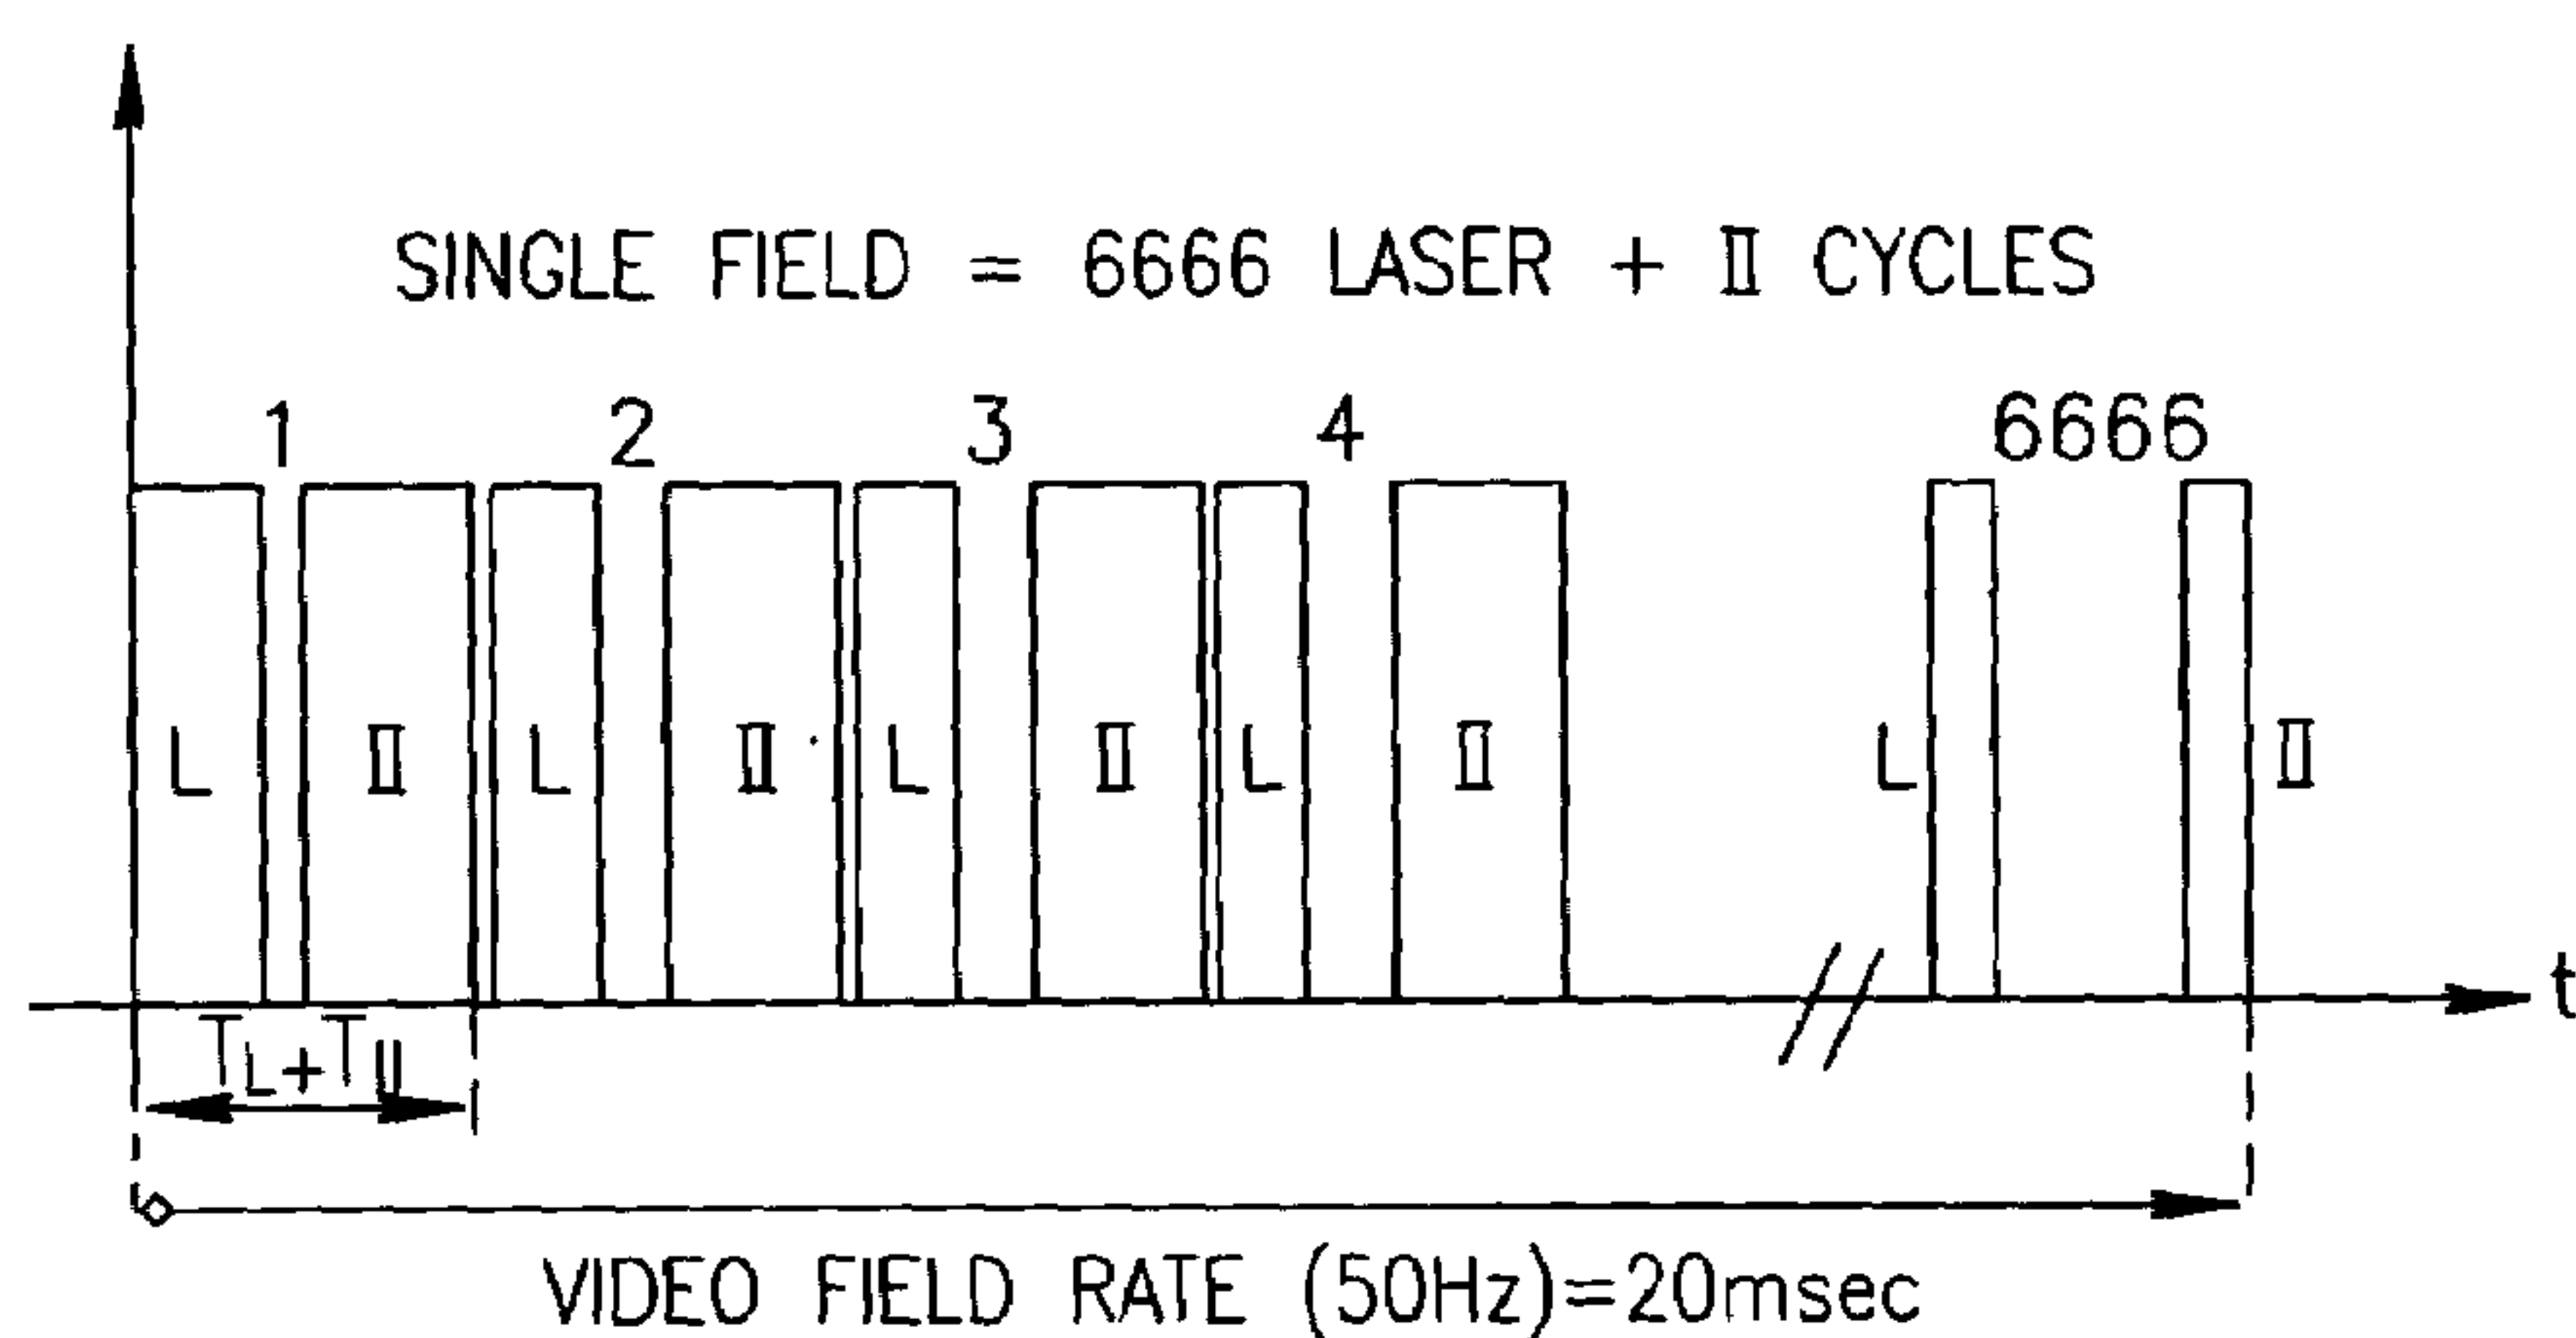 SINGLE FIELD = 6666 LASER + II CYCLES
1 2 3 4 6666
L II L II L II L II L II
t
TL+TII
VIDEO FIELD RATE (50Hz)=20msec